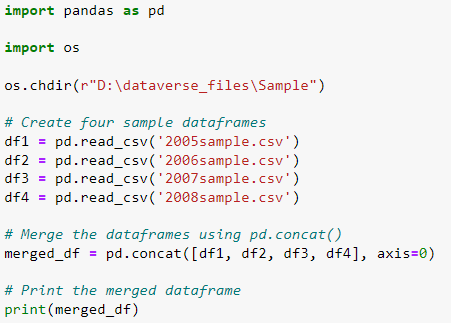 import pandas as pd
import os
os.chdir(r"D:\dataverse_files\Sample")
# Create four sample dataframes
df1 = pd.read_csv('2005sample.csv')
df2 = pd.read_csv('2006sample.csv')
df3 = pd.read_csv('2007sample.csv')
df4 = pd.read_csv('2008sample.csv')
# Merge the dataframes using pd.concat()
merged_df = pd.concat([df1, df2, df3, df4], axis=0)
# Print the merged dataframe
print(merged_df)